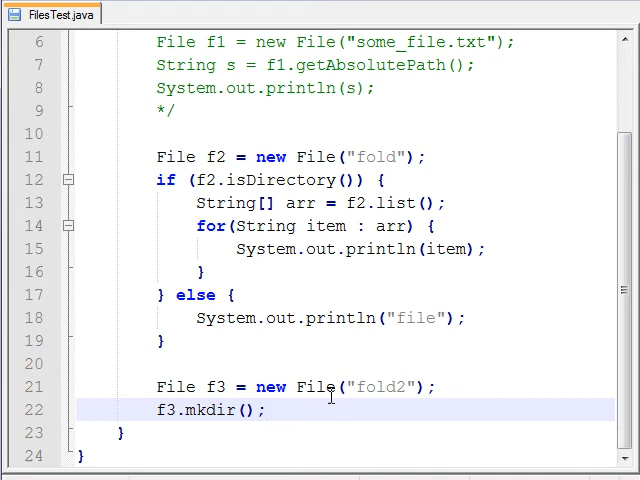 FilesTest.java
6 File f1 = new File("some_file.txt");
7 String s = f1.getAbsolutePath();
8 System.out.println(s);
9 */
10
11 File f2 = new File("fold");
12 if (f2.isDirectory()) {
13 String[] arr = f2.list();
14 for(String item : arr) {
15 System.out.println(item);
16 }
17 } else {
18 System.out.println("file");
19 }
20
21 File f3 = new File("fold2");
22 f3.mkdir();
23 }
24 }